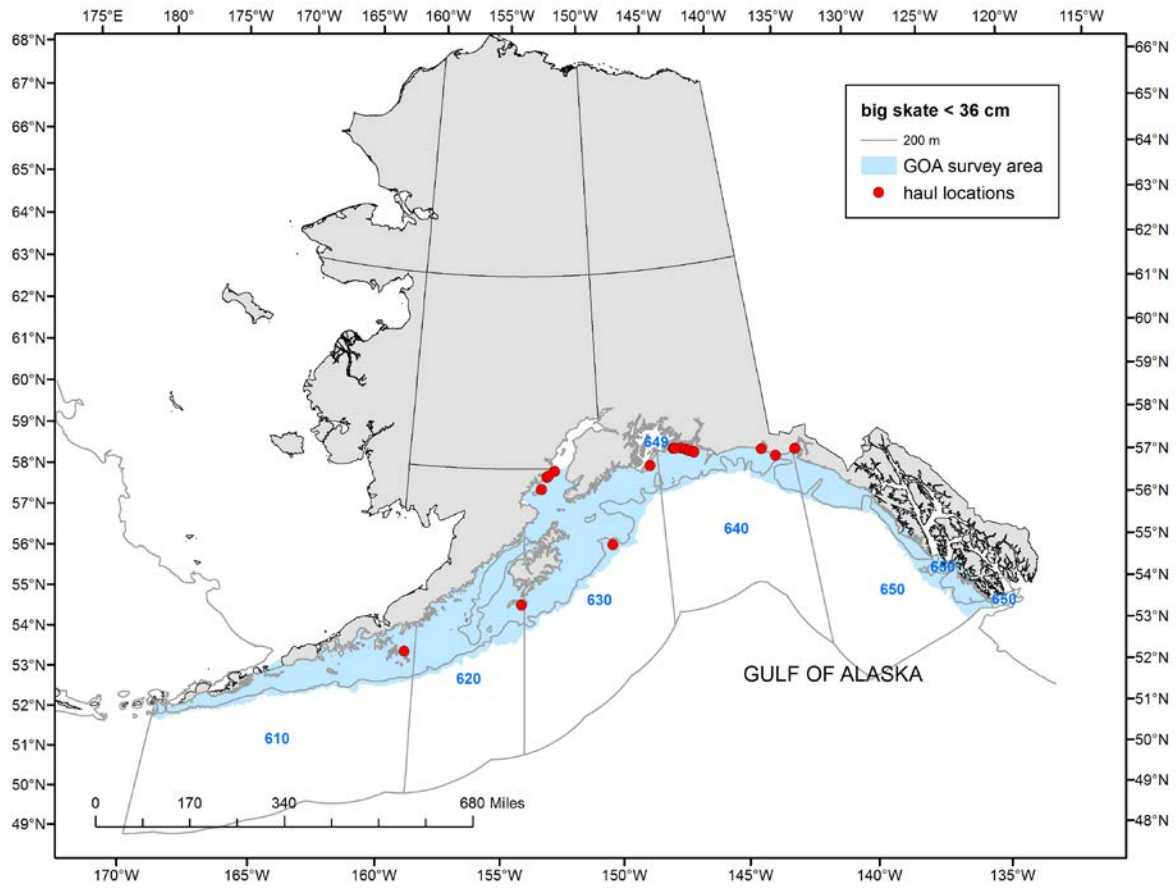 175°E 180° 175°W 170°W 165°W 160°W 155°W 150°W 145°W 140°W 135°W 130°W 125°W 120°W 115°W
68°N
67°N
66°N
65°N
64°N
63°N
62°N
61°N
60°N
59°N
58°N
57°N
56°N
55°N
54°N
53°N
52°N
51°N
50°N
49°N
66°N
65°N
64°N
63°N
62°N
61°N
60°N
59°N
58°N
57°N
56°N
55°N
54°N
53°N
52°N
51°N
50°N
49°N
48°N
big skate < 36 cm
200 m
GOA survey area
haul locations
649
640
650
650
650
630
620
610
GULF OF ALASKA
0 170 340 680 Miles
170°W 165°W 160°W 155°W 150°W 145°W 140°W 135°W